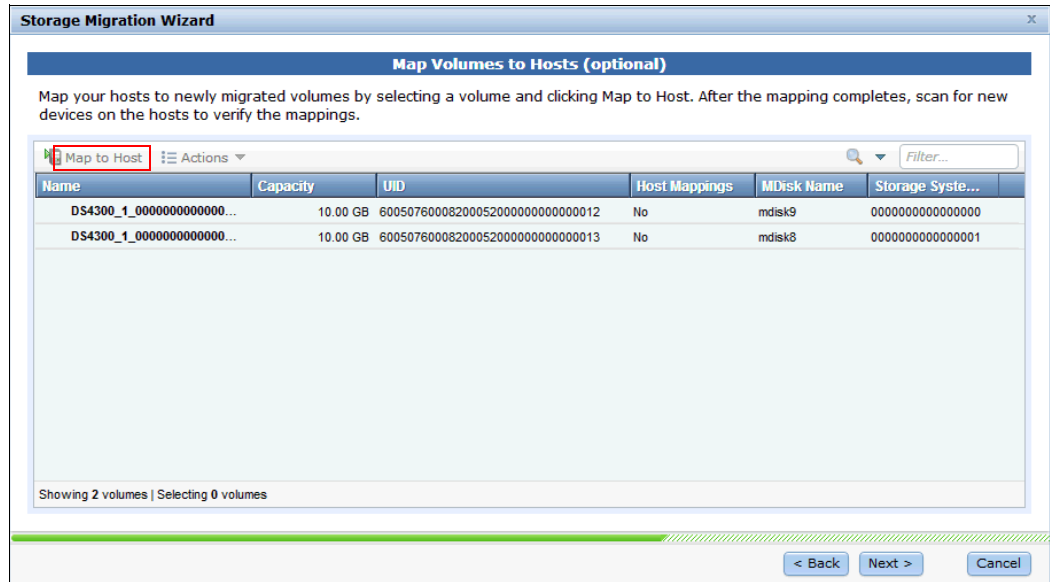 Storage Migration Wizard x
Map Volumes to Hosts (optional)
Map your hosts to newly migrated volumes by selecting a volume and clicking Map to Host. After the mapping completes, scan for new
devices on the hosts to verify the mappings.
Map to Host Actions Filter...
Name Capacity UID Host Mappings MDisk Name Storage Syste...
DS4300_1_0000000000000... 10.00 GB 60050760008200052000000000000012 No mdisk9 0000000000000000
DS4300_1_0000000000000... 10.00 GB 60050760008200052000000000000013 No mdisk8 0000000000000001
Showing 2 volumes | Selecting 0 volumes
< Back Next > Cancel